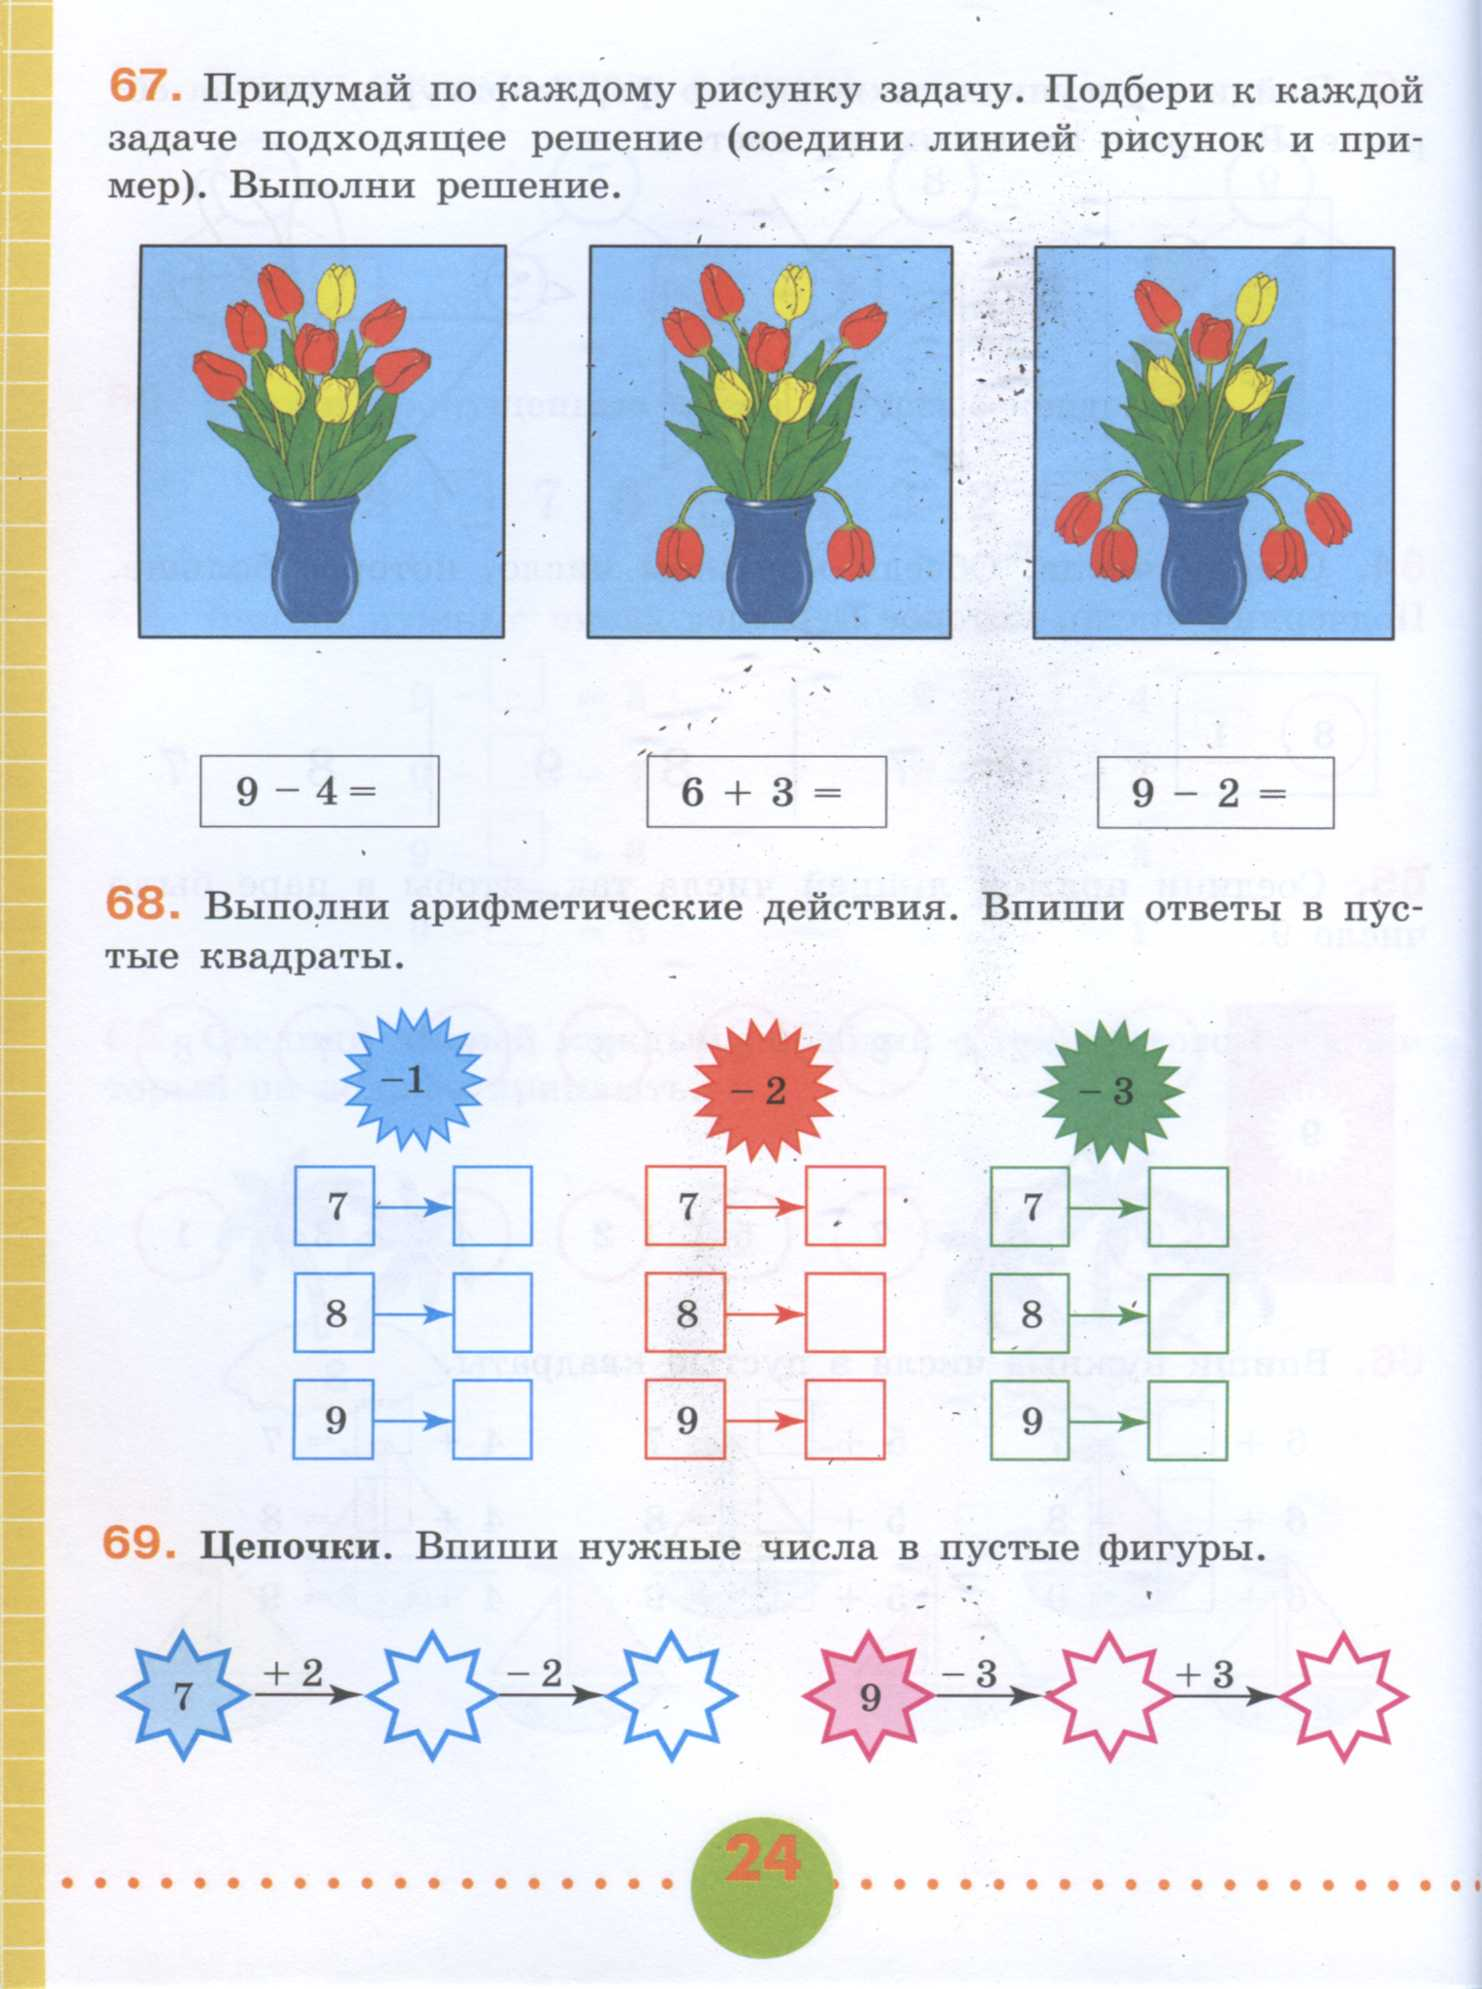 67. Придумай по каждому рисунку задачу. Подбери к каждой
задаче подходящее решение (соедини линией рисунок и при-
мер). Выполни решение.
9 − 4 =
6 + 3 =
9 − 2 =
68. Выполни арифметические действия. Впиши ответы в пус-
тые квадраты.
−1
− 2
− 3
7
7
7
8
8
8
9
9
9
69. Цепочки. Впиши нужные числа в пустые фигуры.
7 + 2 − 2
9 − 3 + 3
24